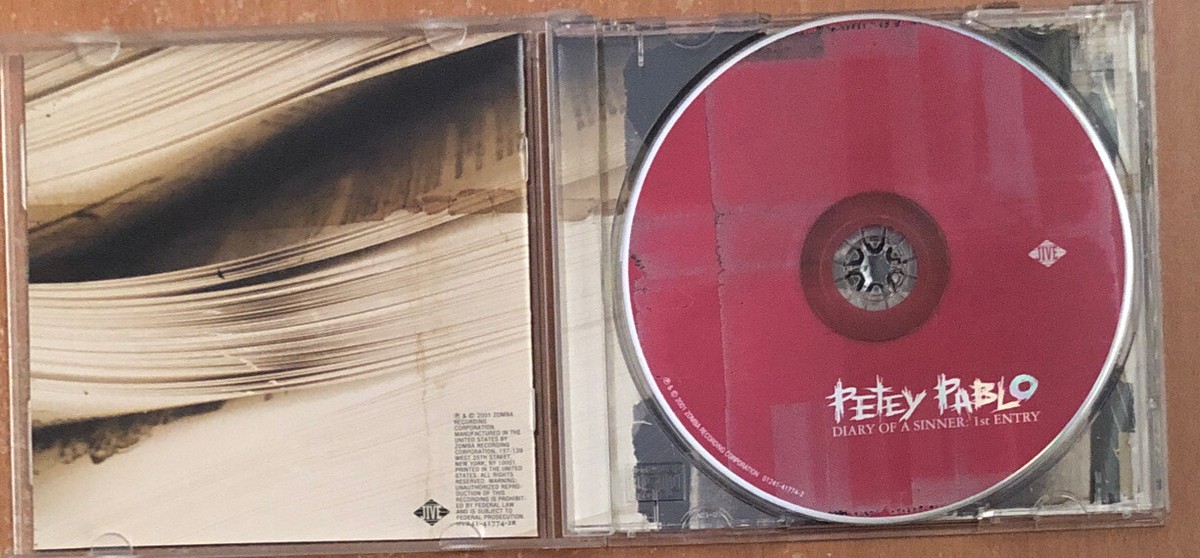 ℗ & © 2001 ZOMBA
RECORDING
CORPORATION.
MANUFACTURED IN THE
UNITED STATES BY
ZOMBA RECORDING
CORPORATION, 137-139
WEST 25TH STREET,
NEW YORK, NY 10001.
PRINTED IN THE UNITED
STATES. ALL RIGHTS
RESERVED. WARNING:
UNAUTHORIZED REPRO-
DUCTION OF THIS
RECORDING IS PROHIBIT-
ED BY FEDERAL LAW
AND IS SUBJECT TO
FEDERAL PROSECUTION.
01241-41774-2R
JIVE
JIVE
PETEY PABLO
DIARY OF A SINNER: 1st ENTRY
℗ & © 2001 ZOMBA RECORDING CORPORATION 01241-41774-2